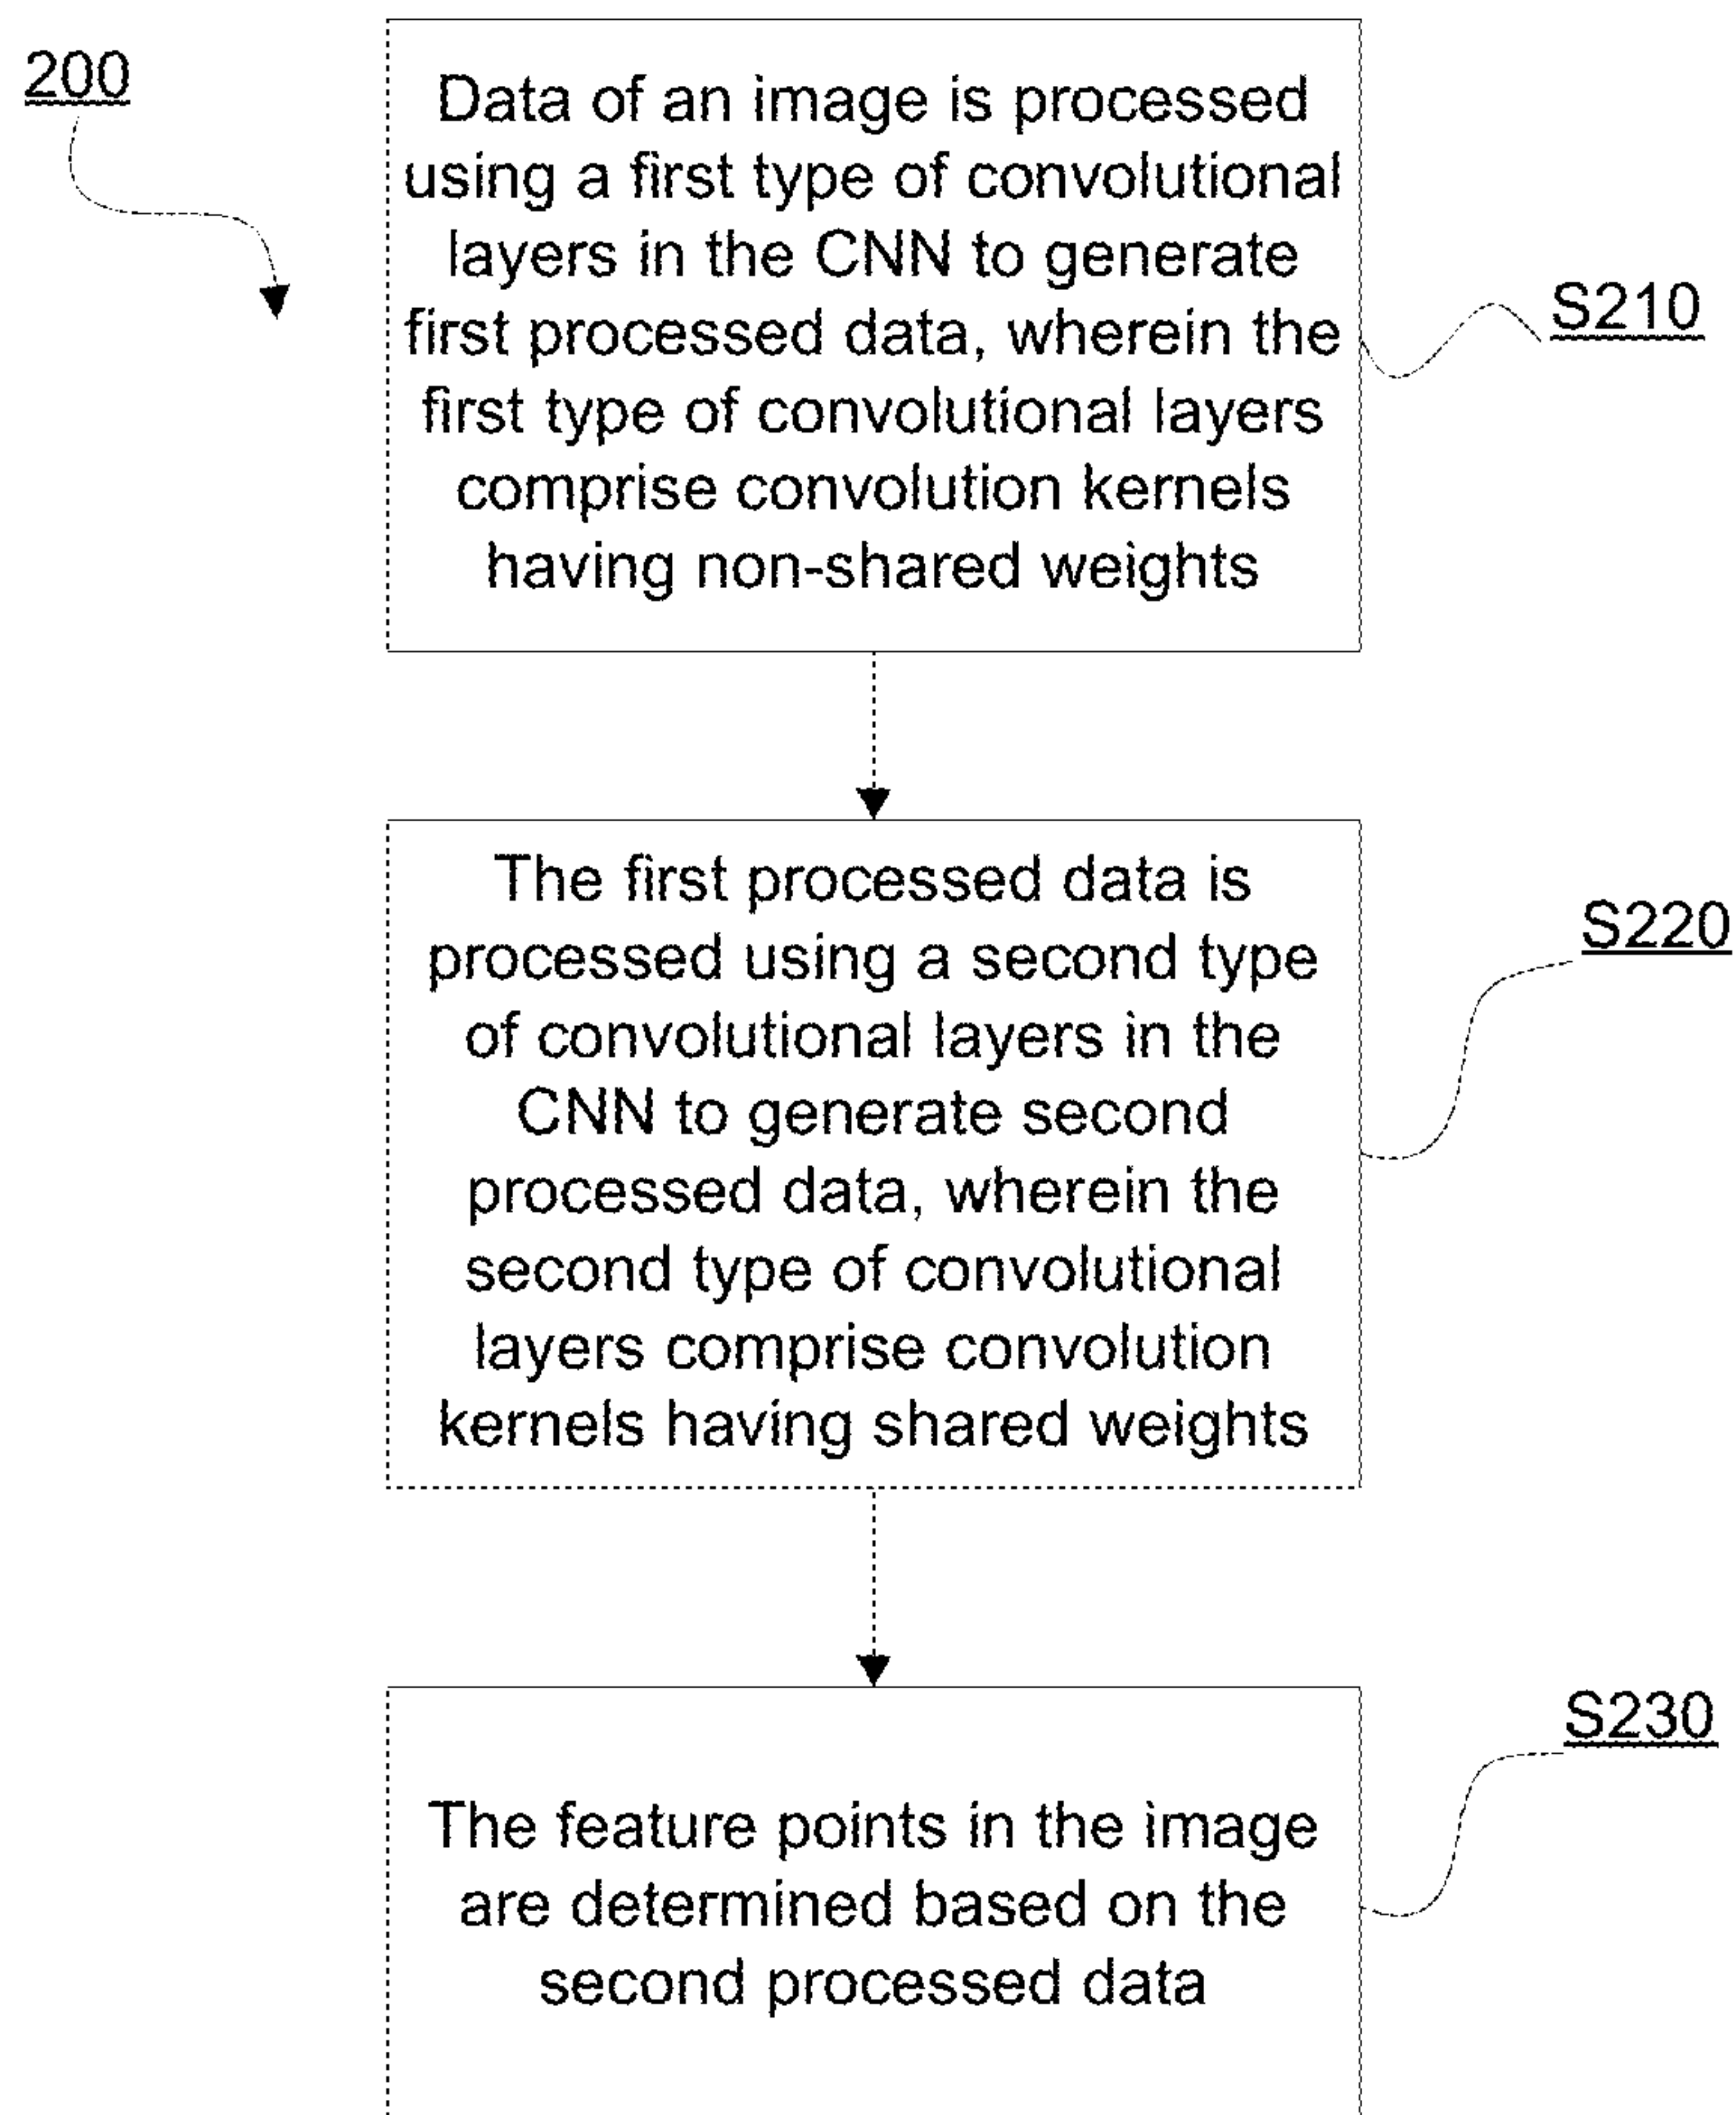 200
Data of an image is processed
using a first type of convolutional
layers in the CNN to generate
first processed data, wherein the
first type of convolutional layers
comprise convolution kernels
having non-shared weights
S210
The first processed data is
processed using a second type
of convolutional layers in the
CNN to generate second
processed data, wherein the
second type of convolutional
layers comprise convolution
kernels having shared weights
S220
The feature points in the image
are determined based on the
second processed data
S230